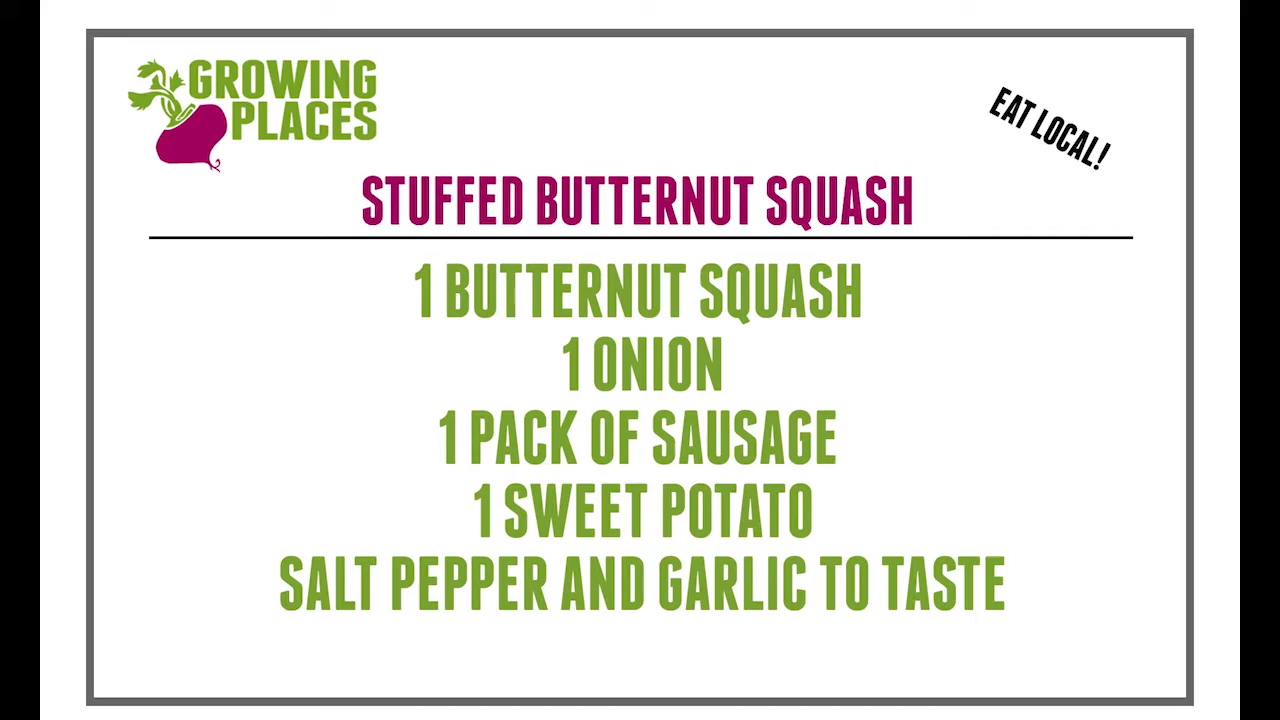 GROWING
PLACES
EAT LOCAL!
STUFFED BUTTERNUT SQUASH
1 BUTTERNUT SQUASH
1 ONION
1 PACK OF SAUSAGE
1 SWEET POTATO
SALT PEPPER AND GARLIC TO TASTE